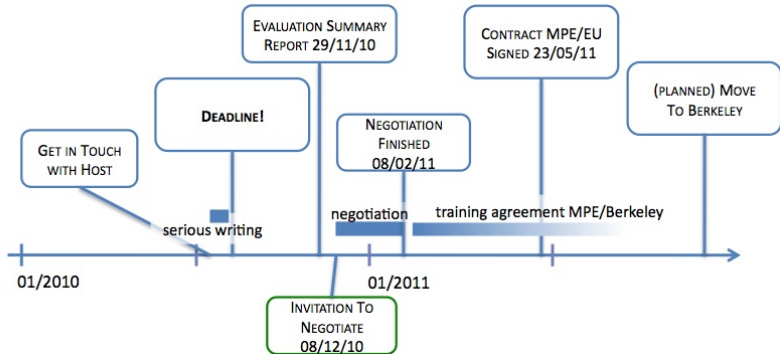 EVALUATION SUMMARY
REPORT 29/11/10
CONTRACT MPE/EU
SIGNED 23/05/11
(PLANNED) MOVE
TO BERKELEY
DEADLINE!
NEGOTIATION
FINISHED
08/02/11
GET IN TOUCH
WITH HOST
serious writing
negotiation
training agreement MPE/Berkeley
01/2010
01/2011
INVITATION TO
NEGOTIATE
08/12/10